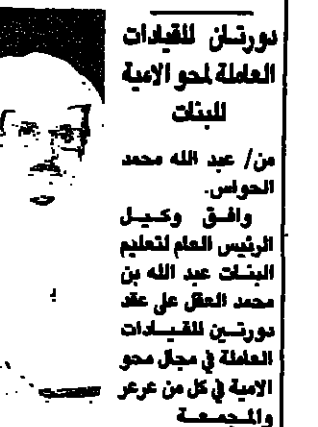 دورتان للقيادات
العاملة لمحو الامية
للبنات
من/ عبد الله محمد
الحواس.
وافق وكيل
الرئيس العام لتعليم
البنات عبد الله بن
محمد العقل على عقد
دورتين للقيادات
العاملة في مجال محو
الامية في كل من عرعر
والمجمعة